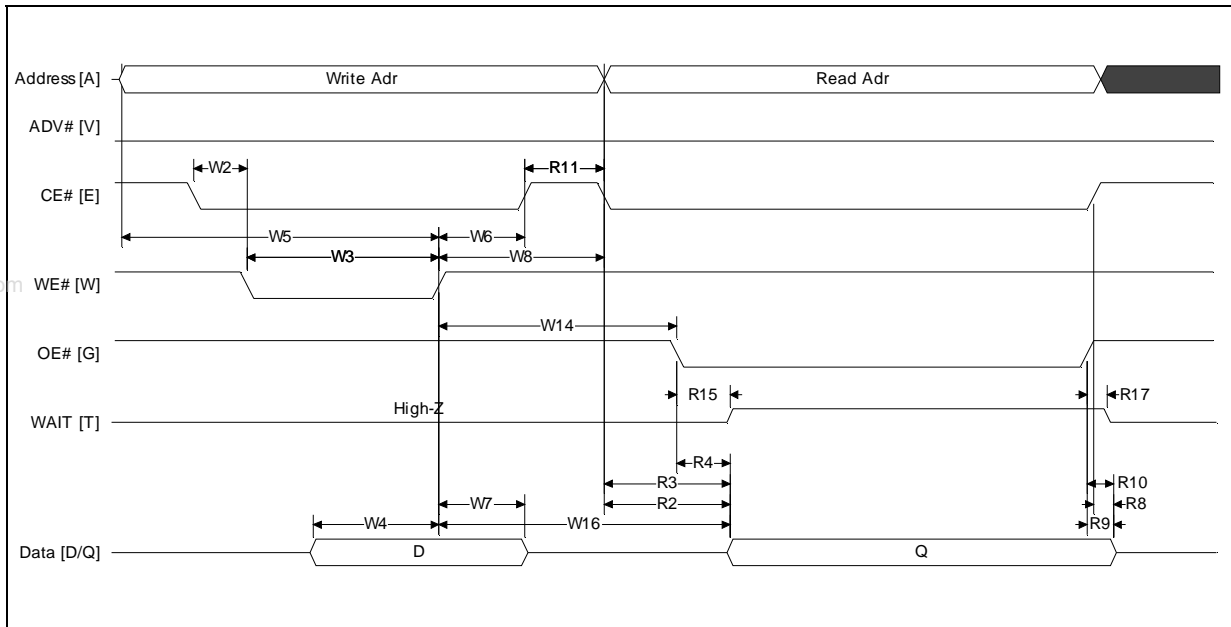 Address [A]
Write Adr
Read Adr
ADV# [V]
W2
R11
CE# [E]
W5
W6
W3
W8
om
WE# [W]
W14
OE# [G]
R15
R17
High-Z
WAIT [T]
R4
R3
R10
W7
R2
R8
W4
W16
R9
Data [D/Q]
D
Q